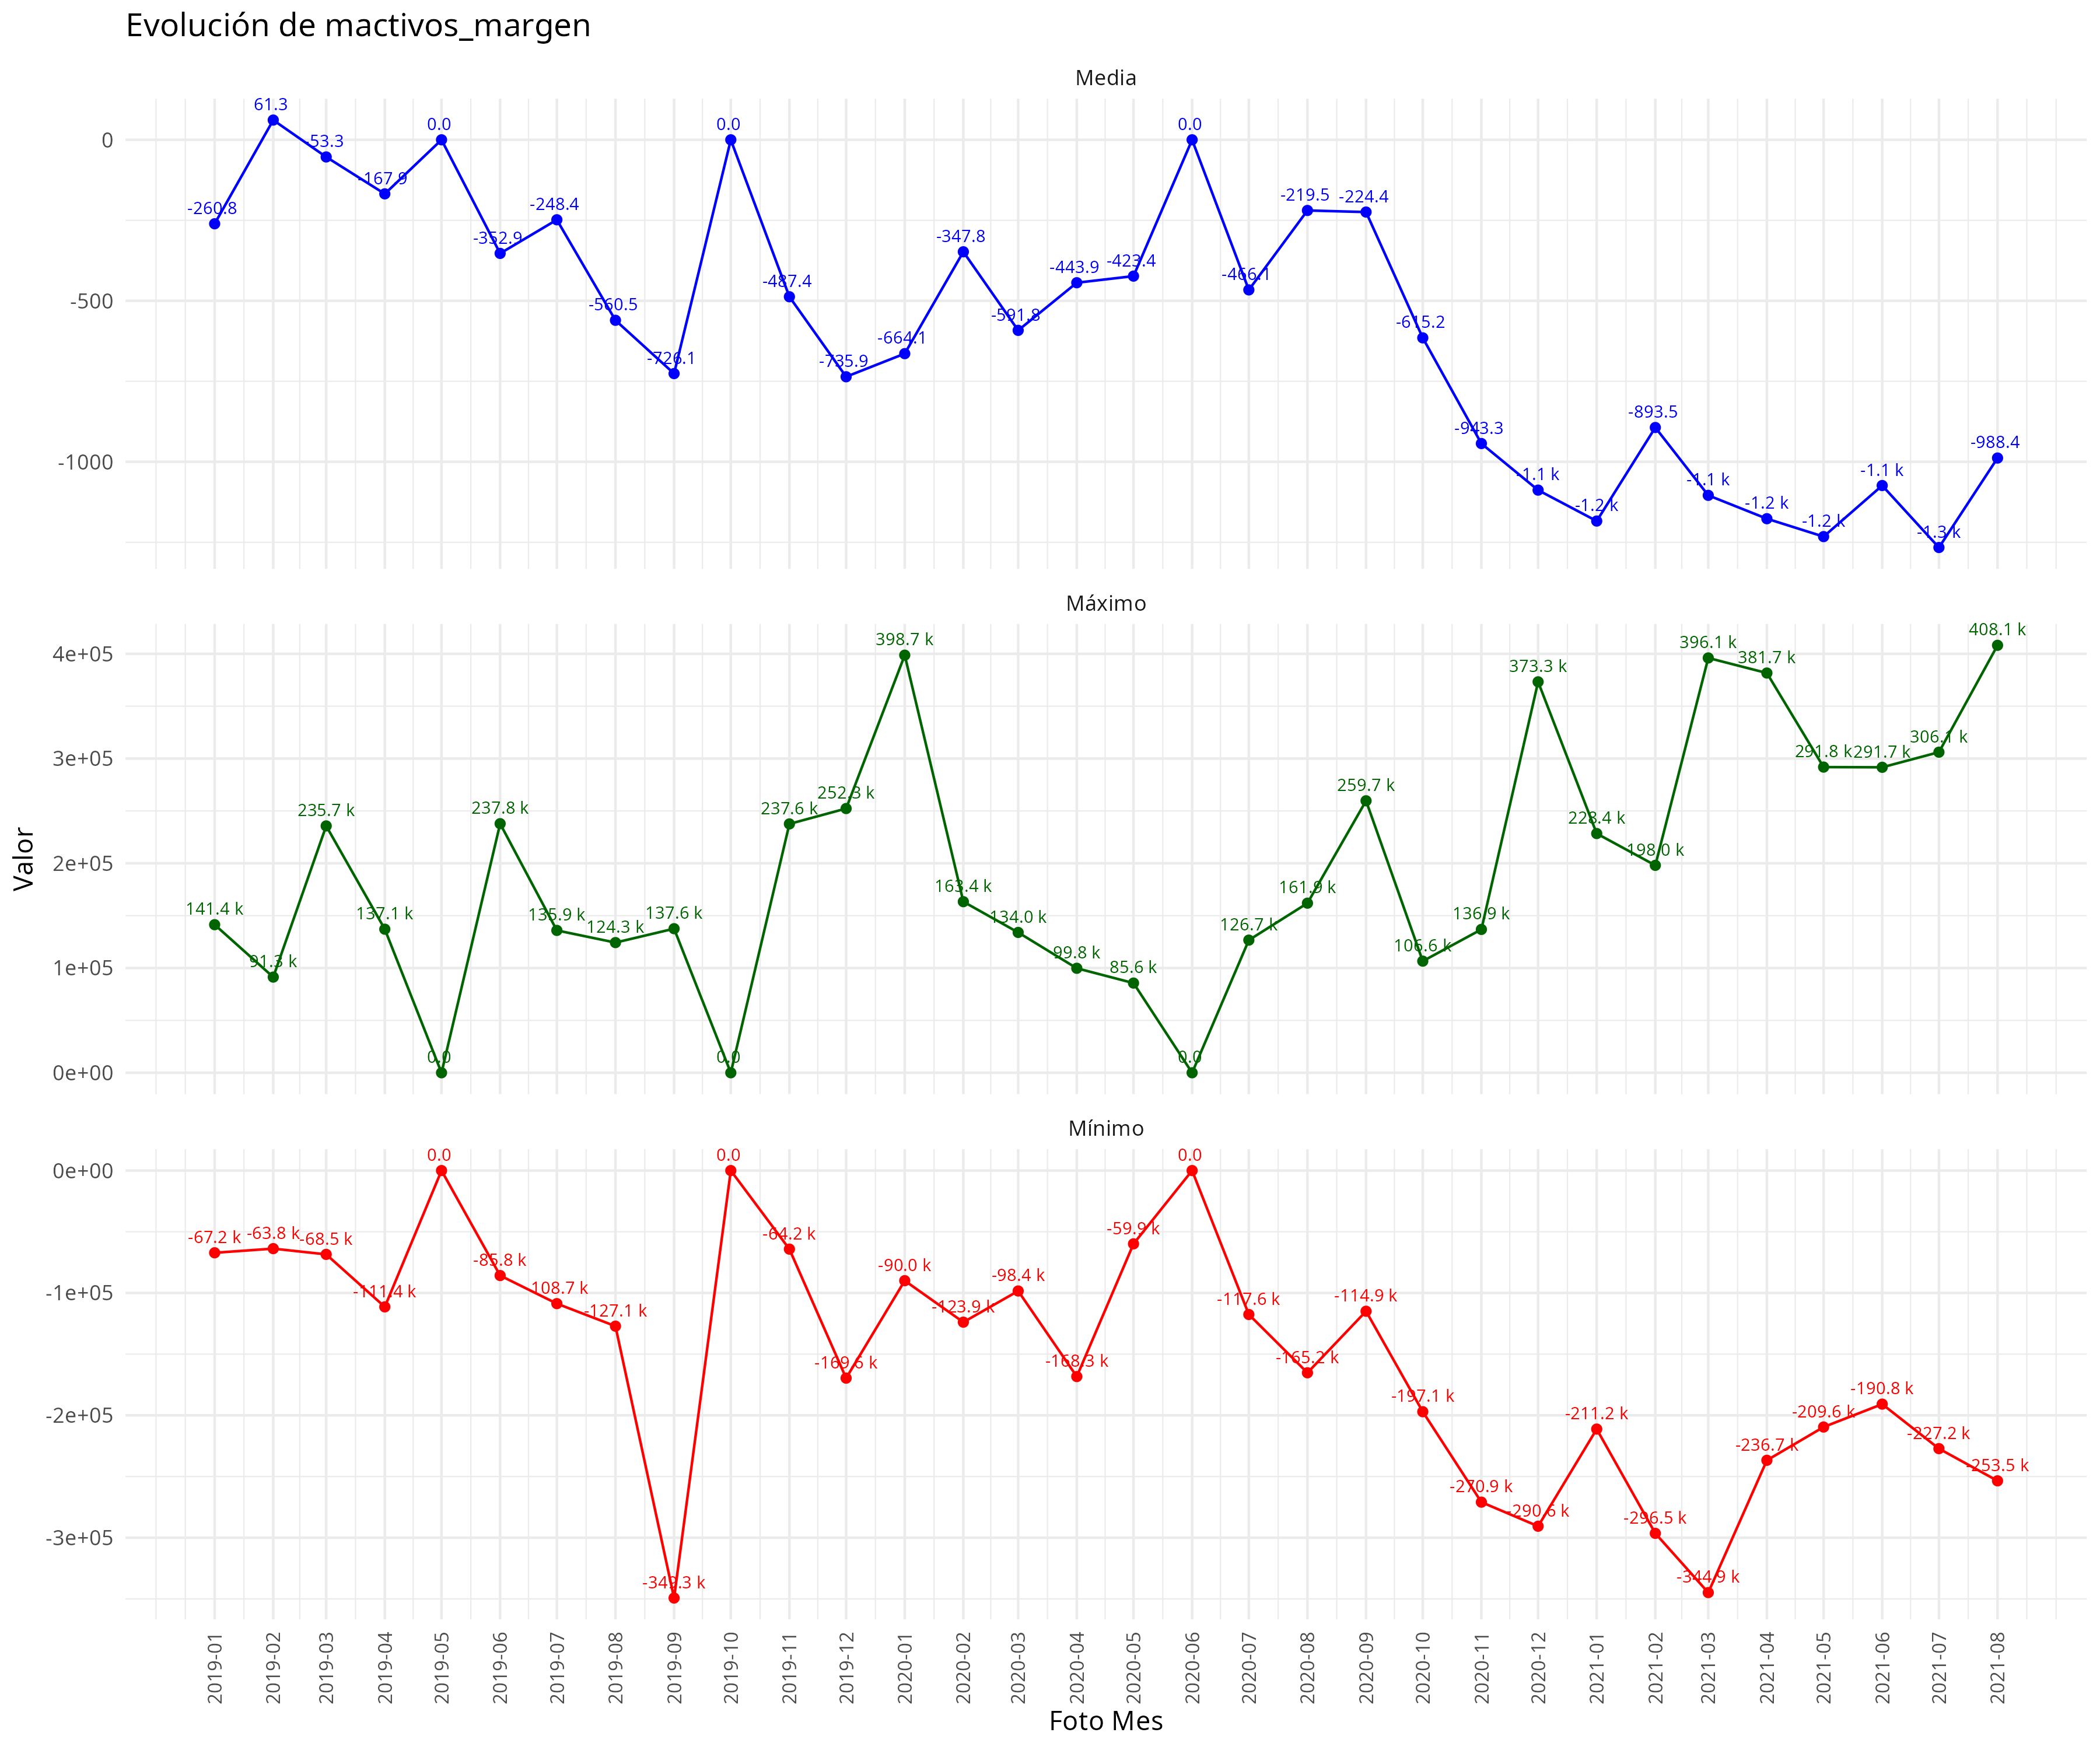 Evolución de mactivos_margen
Media
61.3
0.0
0.0
0.0
0
-53.3
-167.9
-260.8
-248.4
-219.5 -224.4
-352.9
-347.8
-443.9 -423.4
-466.1
-487.4
-500
-560.5
-591.8
-615.2
-726.1
-735.9
-664.1
-893.5
-943.3
-988.4
-1000
-1.1 k
-1.2 k
-1.1 k
-1.2 k
-1.2 k
-1.1 k
-1.3 k
Máximo
4e+05
3e+05
2e+05
1e+05
0e+00
141.4 k
91.3 k
235.7 k
137.1 k
0.0
237.8 k
135.9 k
124.3 k
137.6 k
0.0
237.6 k
252.3 k
398.7 k
163.4 k
134.0 k
99.8 k
85.6 k
0.0
126.7 k
161.9 k
259.7 k
106.6 k
136.9 k
373.3 k
228.4 k
198.0 k
396.1 k
381.7 k
291.8 k
291.7 k
306.1 k
408.1 k
Valor
Mínimo
0e+00
-1e+05
-2e+05
-3e+05
-67.2 k
-63.8 k
-68.5 k
-111.4 k
0.0
-85.8 k
-108.7 k
-127.1 k
-349.3 k
0.0
-64.2 k
-169.6 k
-90.0 k
-123.9 k
-98.4 k
-168.3 k
-59.9 k
0.0
-117.6 k
-165.2 k
-114.9 k
-197.1 k
-270.9 k
-290.6 k
-211.2 k
-296.5 k
-344.9 k
-236.7 k
-209.6 k
-190.8 k
-227.2 k
-253.5 k
2019-01
2019-02
2019-03
2019-04
2019-05
2019-06
2019-07
2019-08
2019-09
2019-10
2019-11
2019-12
2020-01
2020-02
2020-03
2020-04
2020-05
2020-06
2020-07
2020-08
2020-09
2020-10
2020-11
2020-12
2021-01
2021-02
2021-03
2021-04
2021-05
2021-06
2021-07
2021-08
Foto Mes